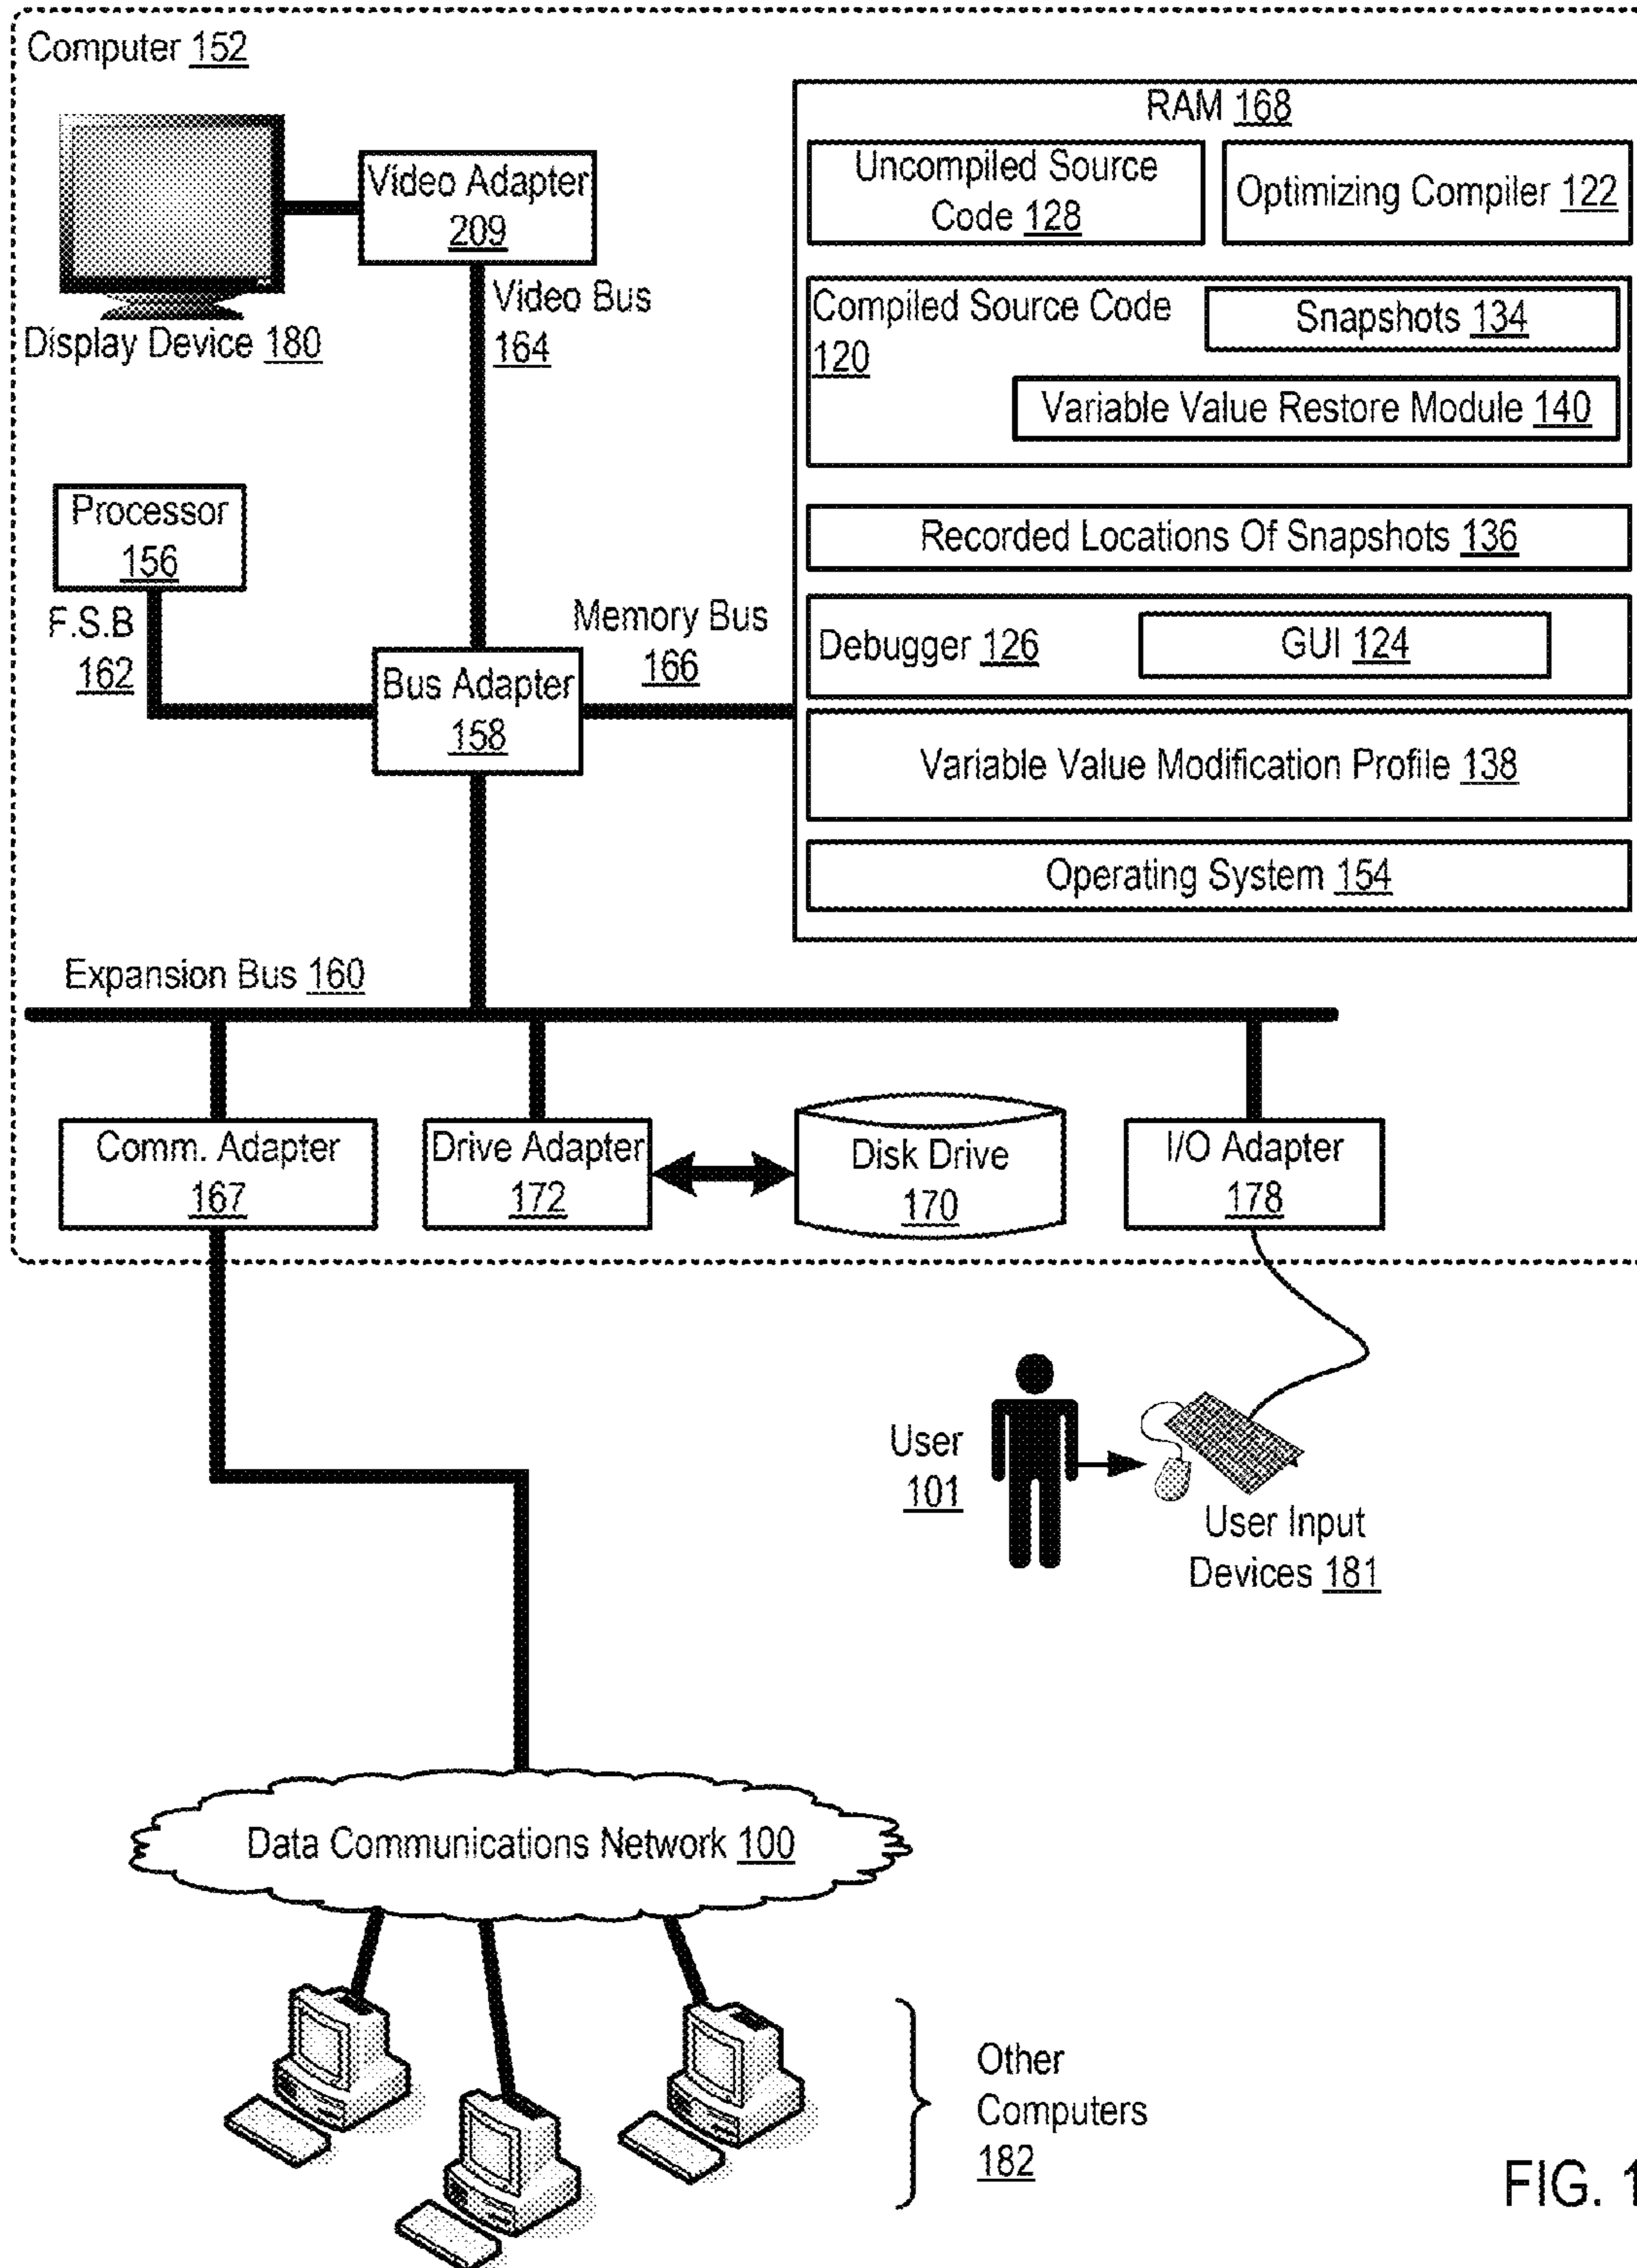 Computer 152
RAM 168
Video Adapter
209
Uncompiled Source
Code 128
Optimizing Compiler 122
Display Device 180
Video Bus
164
Compiled Source Code
120
Snapshots 134
Variable Value Restore Module 140
Processor
156
Recorded Locations Of Snapshots 136
F.S.B
162
Memory Bus
166
Debugger 126
GUI 124
Bus Adapter
158
Variable Value Modification Profile 138
Operating System 154
Expansion Bus 160
Comm. Adapter
167
Drive Adapter
172
Disk Drive
170
I/O Adapter
178
User
101
User Input
Devices 181
Data Communications Network 100
Other
Computers
182
FIG. 1